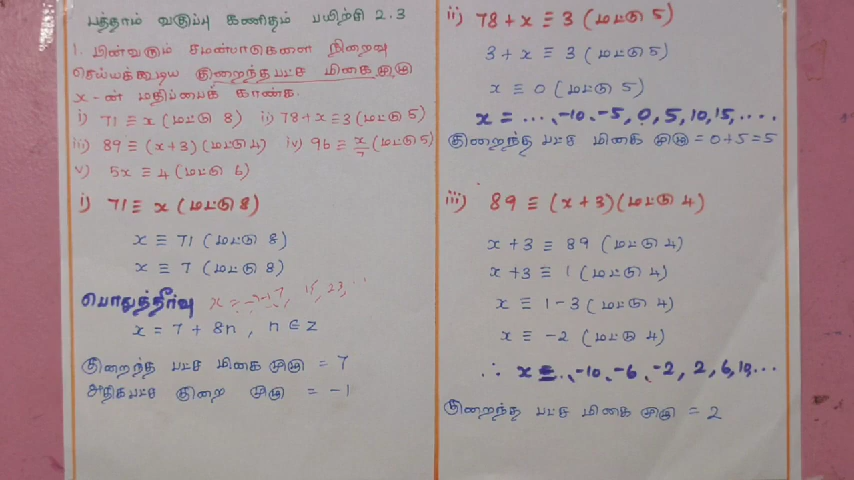 பத்தாம் வகுப்பு கணிதம் பயிற்சி 2.3
1. பின்வரும் சமன்பாடுகளை நிறைவு
செய்யக்கூடிய குறைந்தபட்ச மிகை முழு
x-ன் மதிப்பைக் காண்க.
i) 71 ≡ x (மட்டு 8) ii) 78 + x ≡ 3 (மட்டு 5)
iii) 89 ≡ (x+3) (மட்டு 4) iv) 96 ≡ x/7 (மட்டு 5)
v) 5x ≡ 4 (மட்டு 6)
i) 71 ≡ x (மட்டு 8)
x ≡ 71 (மட்டு 8)
x ≡ 7 (மட்டு 8)
பொதுத்தீர்வு x = 7, 15, 23, ...
x = 7 + 8n , n ∈ z
குறைந்த பட்ச மிகை முழு = 7
அதிகபட்ச குறை முழு = -1
ii) 78 + x ≡ 3 (மட்டு 5)
3 + x ≡ 3 (மட்டு 5)
x ≡ 0 (மட்டு 5)
x = ..., -10, -5, 0, 5, 10, 15, ....
குறைந்த பட்ச மிகை முழு = 0+5 = 5
iii) 89 ≡ (x+3) (மட்டு 4)
x+3 ≡ 89 (மட்டு 4)
x+3 ≡ 1 (மட்டு 4)
x ≡ 1-3 (மட்டு 4)
x ≡ -2 (மட்டு 4)
∴ x = .., -10, -6, -2, 2, 6, 10, ...
குறைந்த பட்ச மிகை முழு = 2